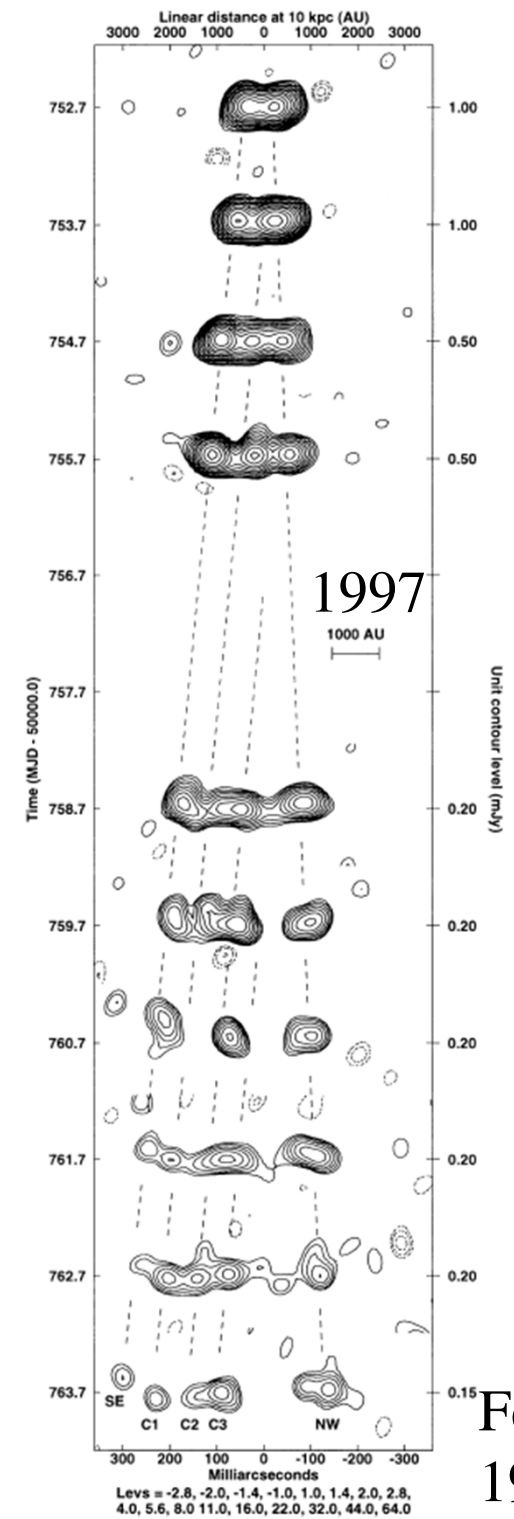 Linear distance at 10 kpc (AU)
3000 2000 1000 0 1000 2000 3000
752.7 1.00
753.7 1.00
754.7 0.50
755.7 0.50
756.7
1997
1000 AU
757.7
Time (MJD - 50000.0)
Unit contour level (mJy)
758.7 0.20
759.7 0.20
760.7 0.20
761.7 0.20
762.7 0.20
763.7 0.15
SE
C1 C2 C3 NW
300 200 100 0 -100 -200 -300
Milliarcseconds
Levs = -2.8, -2.0, -1.4, -1.0, 1.0, 1.4, 2.0, 2.8,
4.0, 5.6, 8.0 11.0, 16.0, 22.0, 32.0, 44.0, 64.0